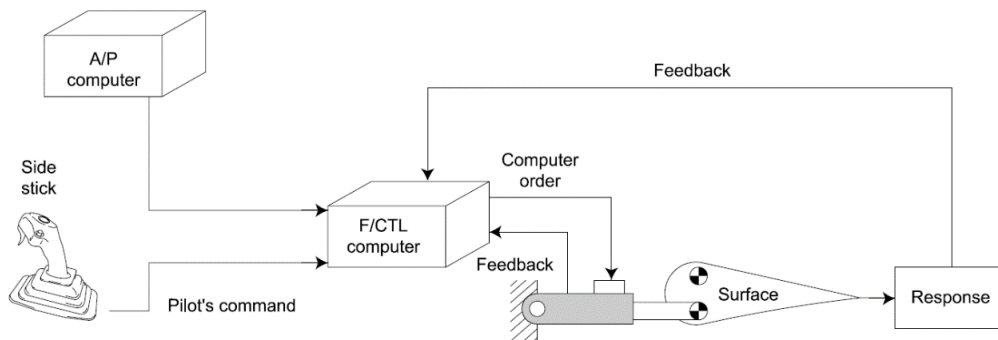 A/P
computer
Feedback
Side
stick
Computer
order
F/CTL
computer
Feedback
Pilot's command
Surface
Response